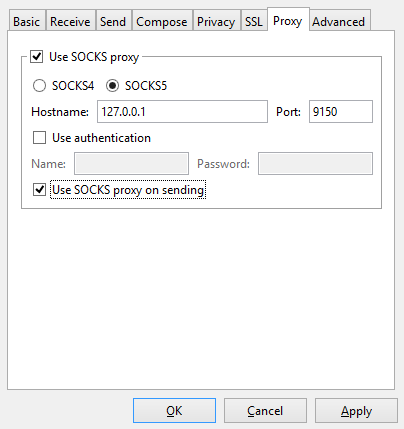 Basic Receive Send Compose Privacy SSL Proxy Advanced
Use SOCKS proxy
SOCKS4 SOCKS5
Hostname: 127.0.0.1 Port: 9150
Use authentication
Name: Password:
Use SOCKS proxy on sending
OK Cancel Apply